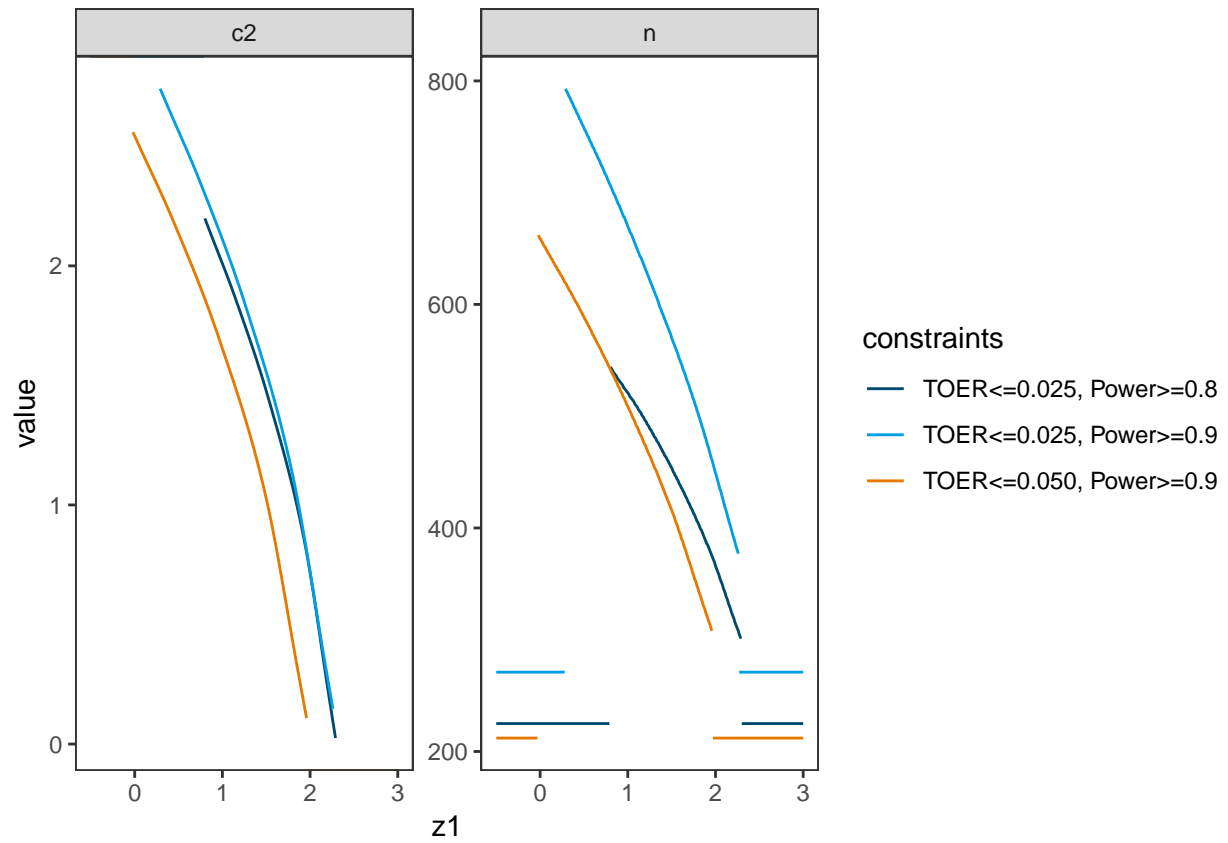 c2
n
value
2
1
0
800
600
400
200
0
1
2
3
0
1
2
3
z1
constraints
TOER<=0.025, Power>=0.8
TOER<=0.025, Power>=0.9
TOER<=0.050, Power>=0.9